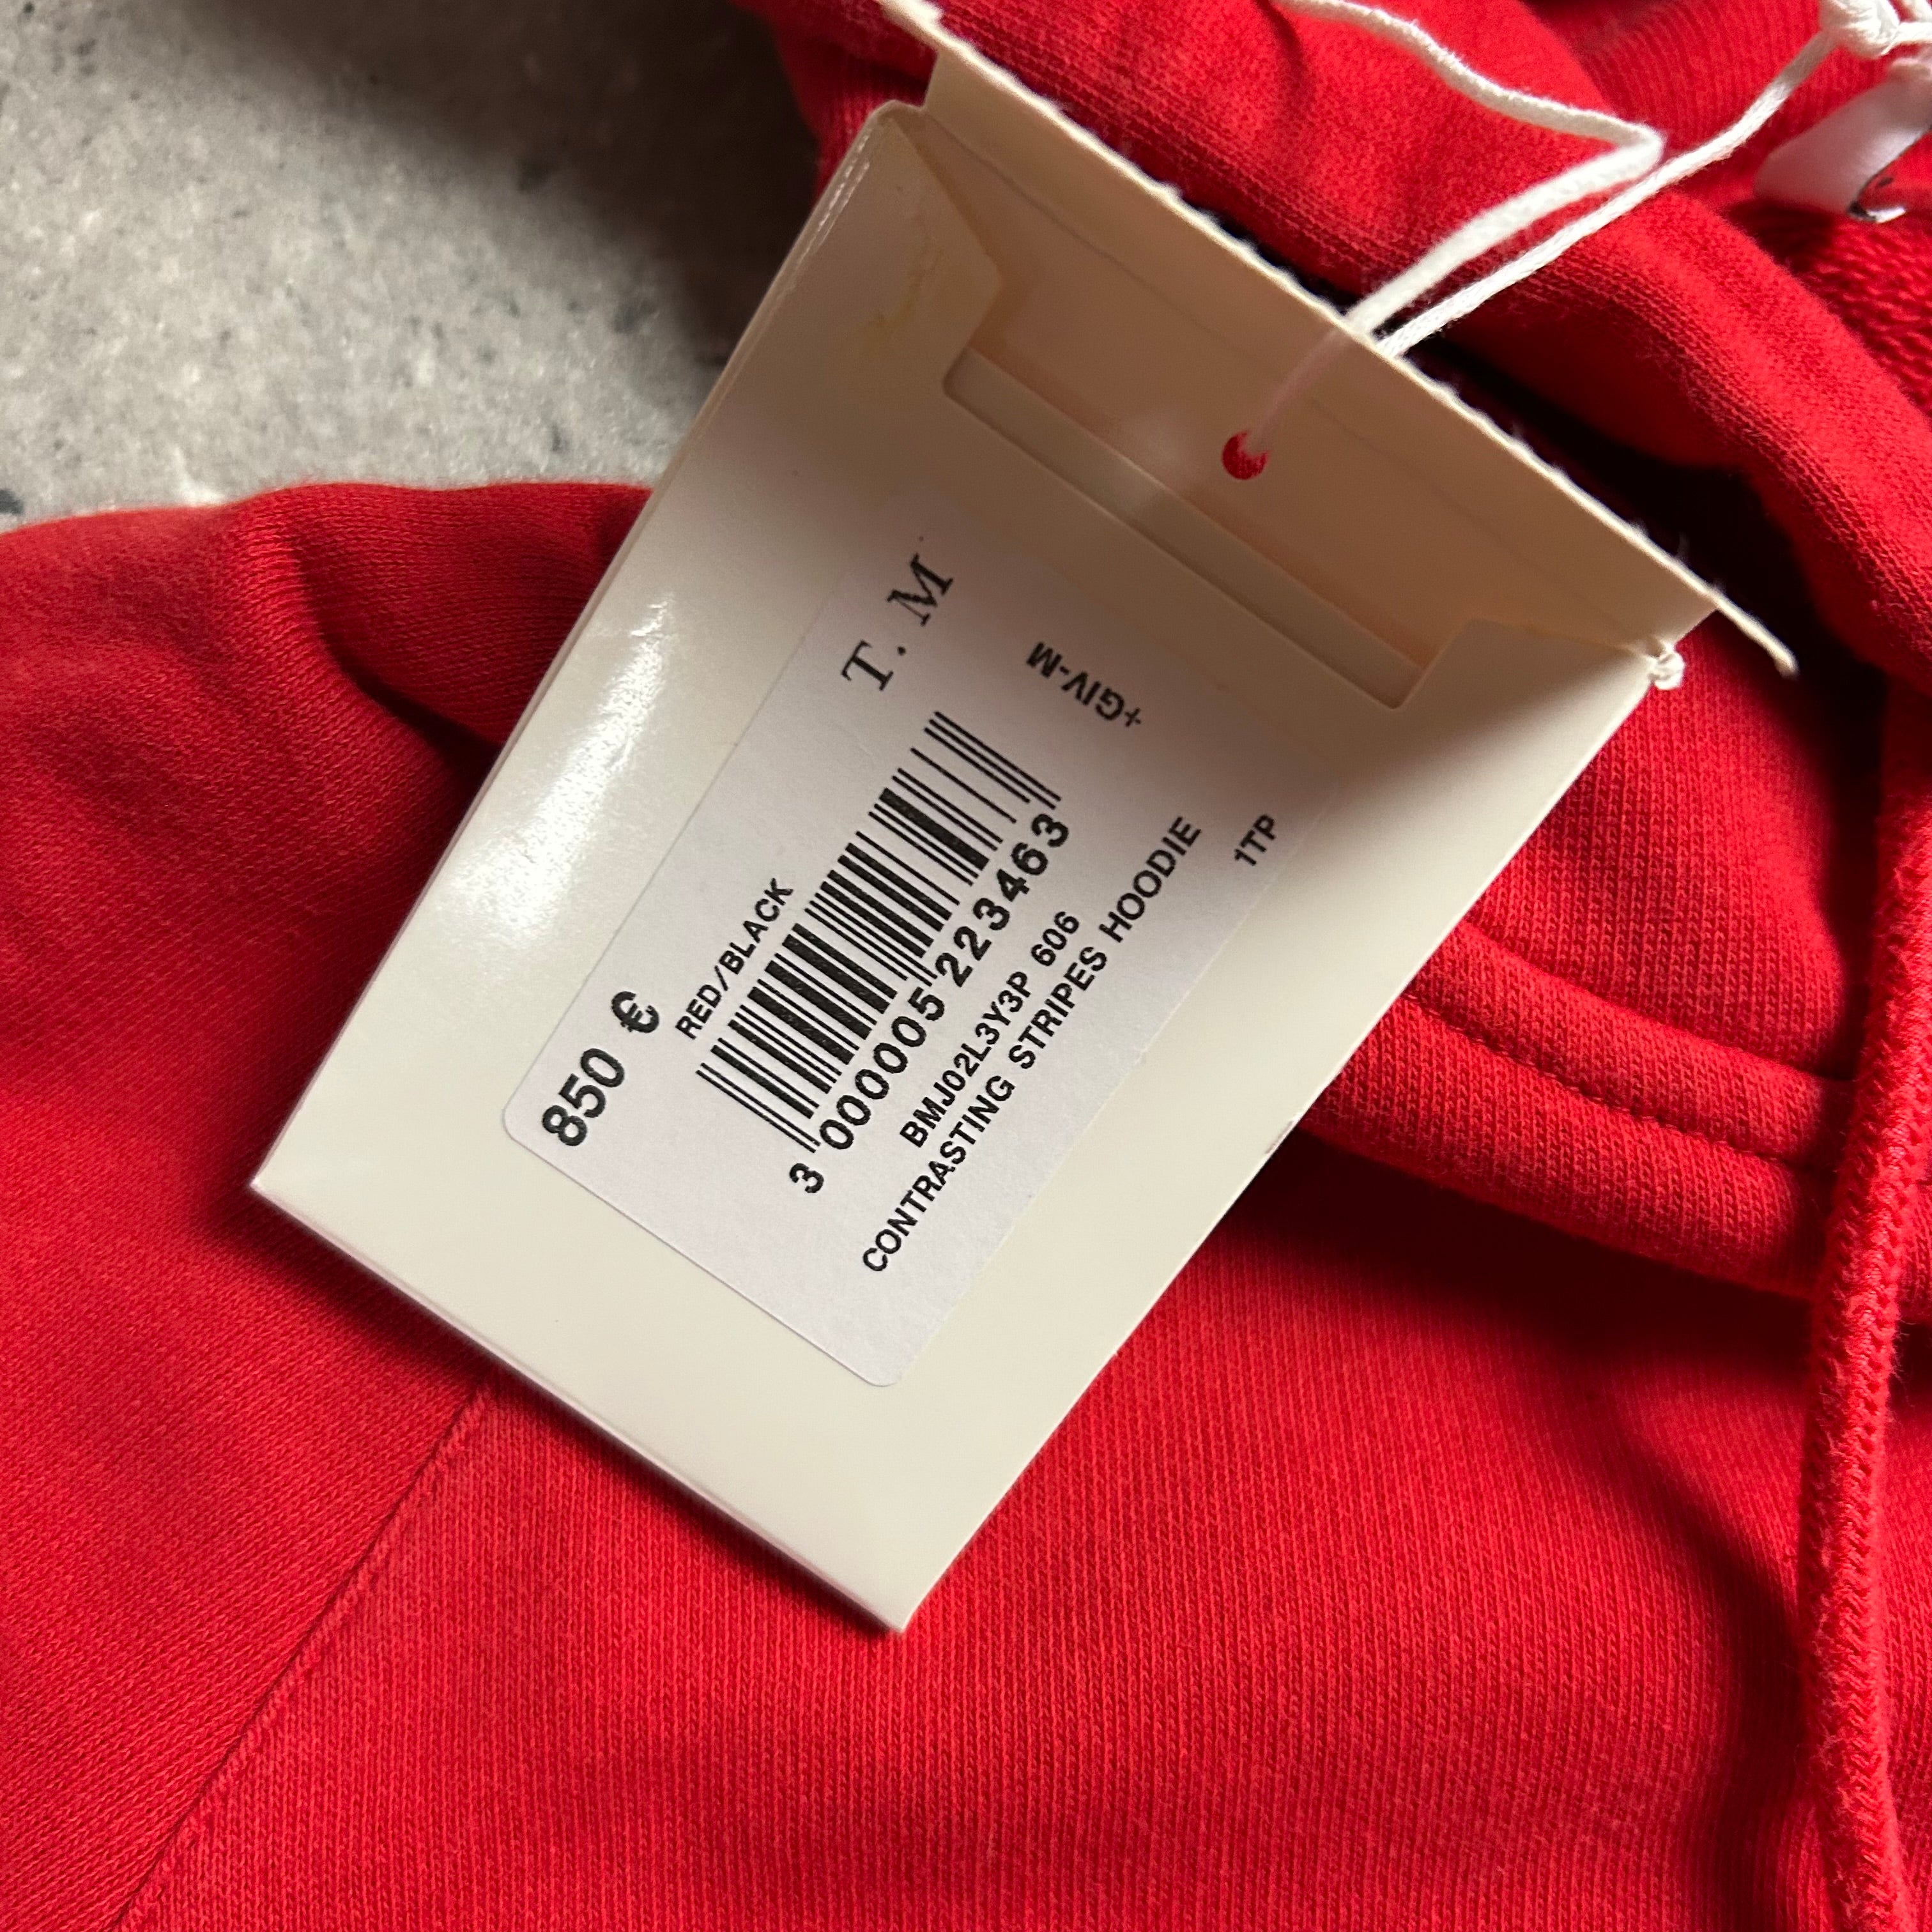 T. M
+GIV-M
850 €
RED/BLACK
3 000005 223463
BMJ02L3Y3P 606
CONTRASTING STRIPES HOODIE
1TP